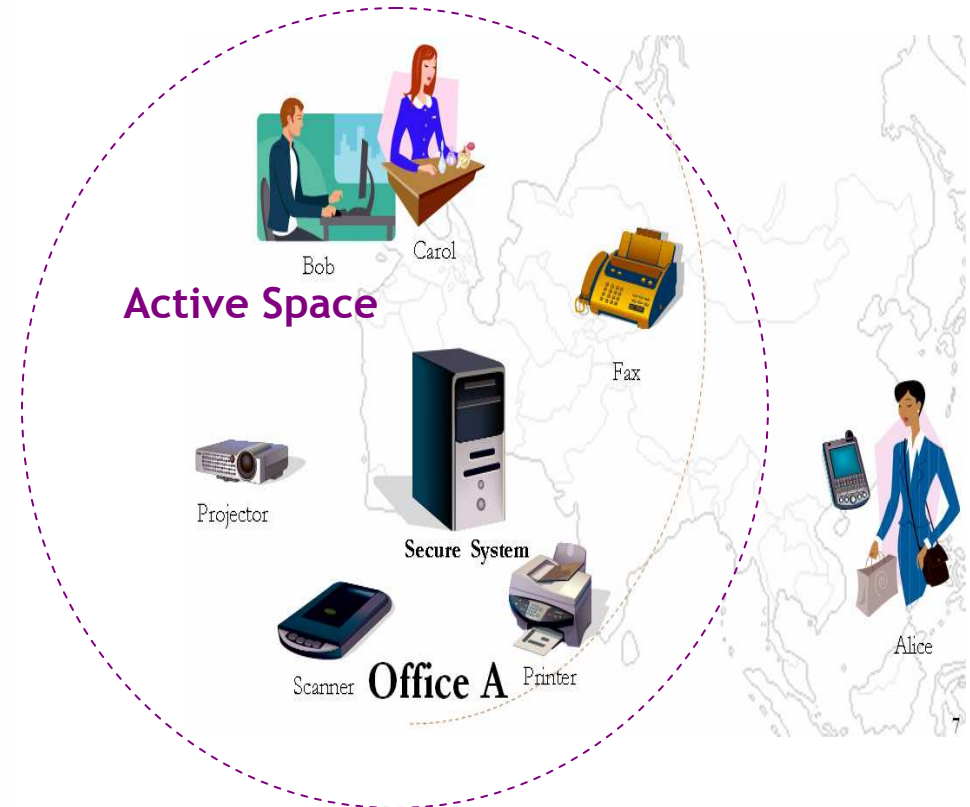 Bob
Carol
Active Space
Fax
Projector
Secure System
Scanner
Office A
Printer
Alice
7